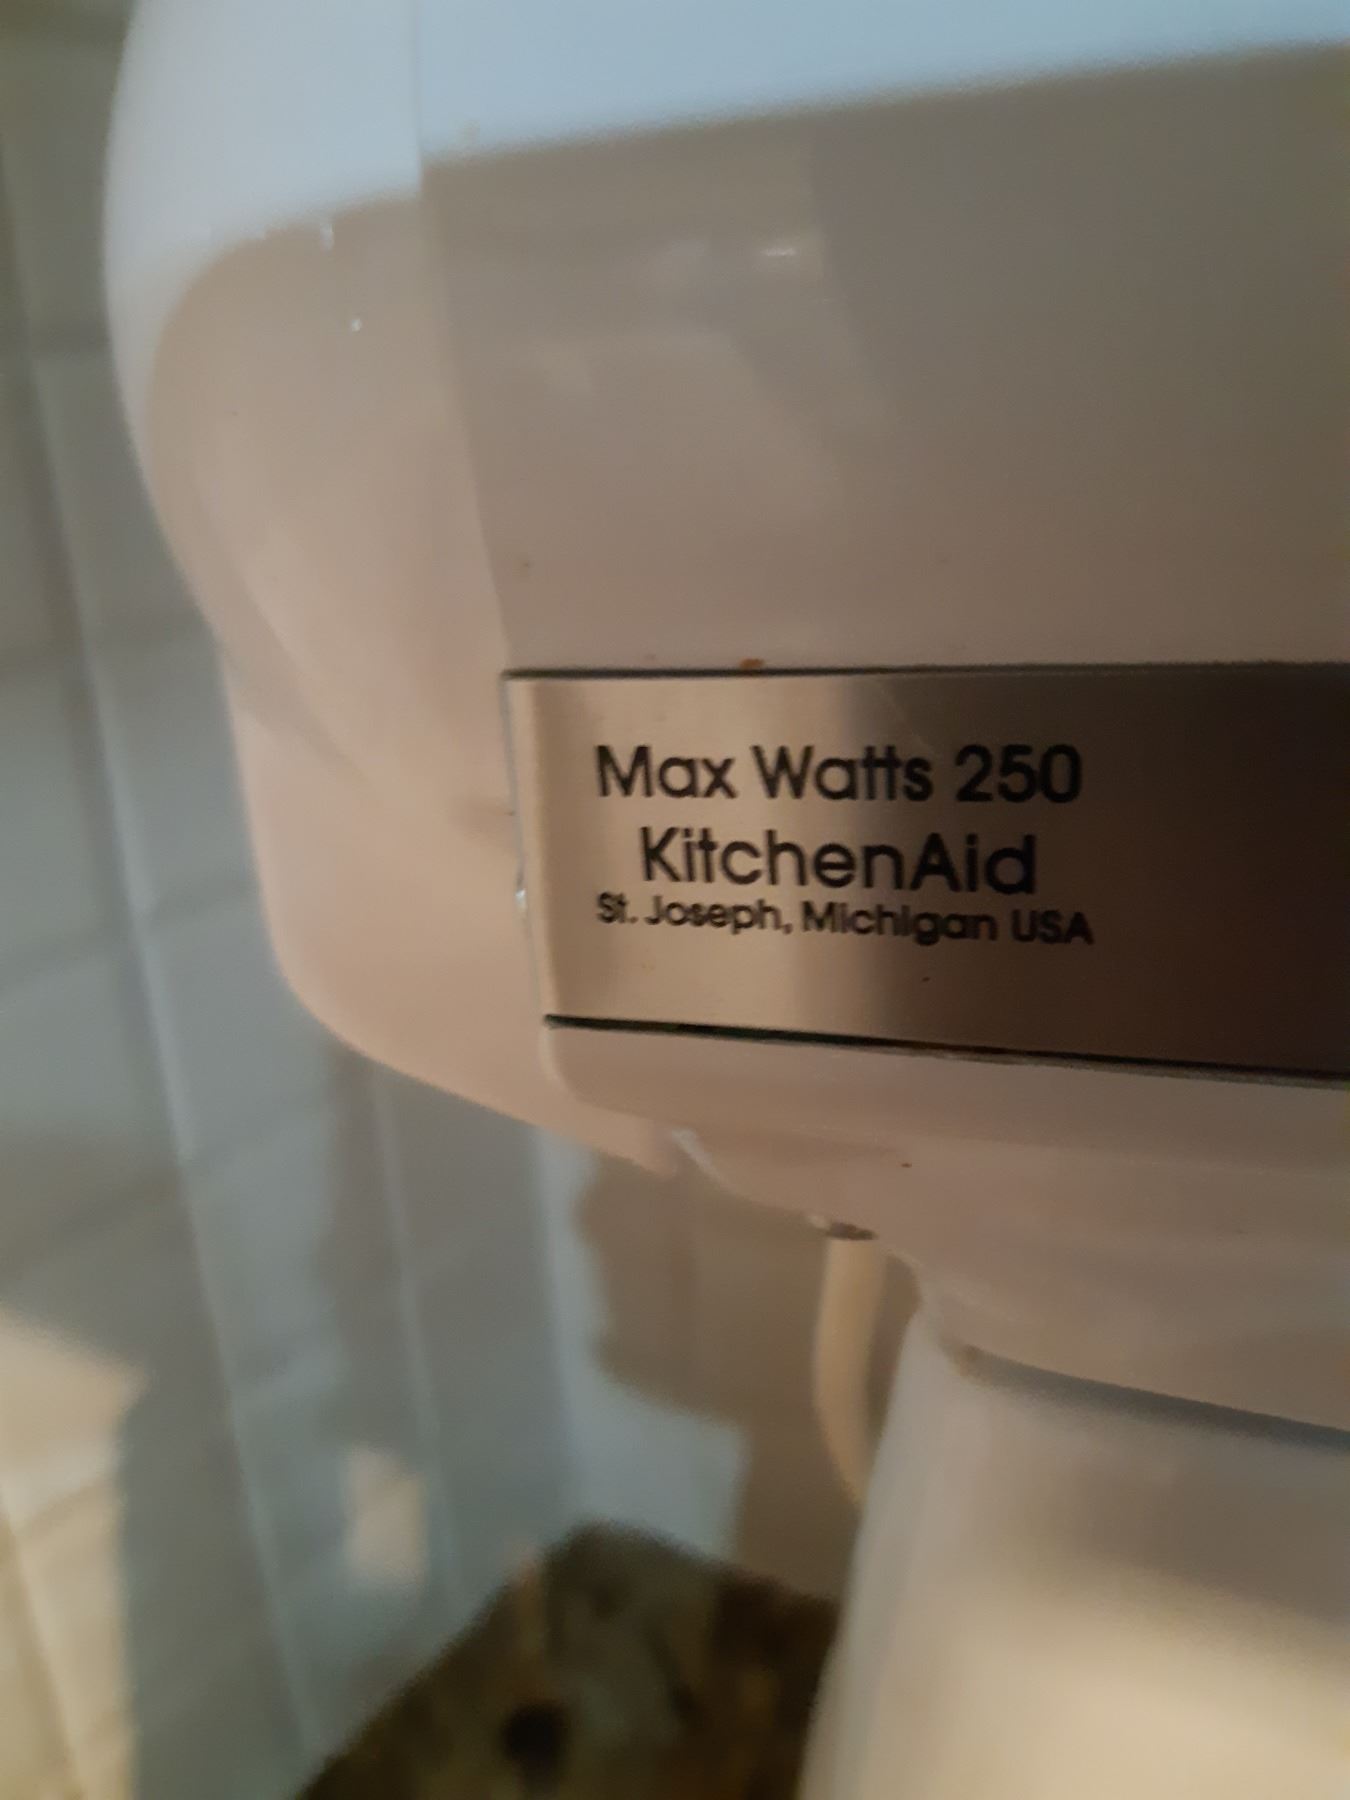 Max Watts 250
KitchenAid
St. Joseph, Michigan USA